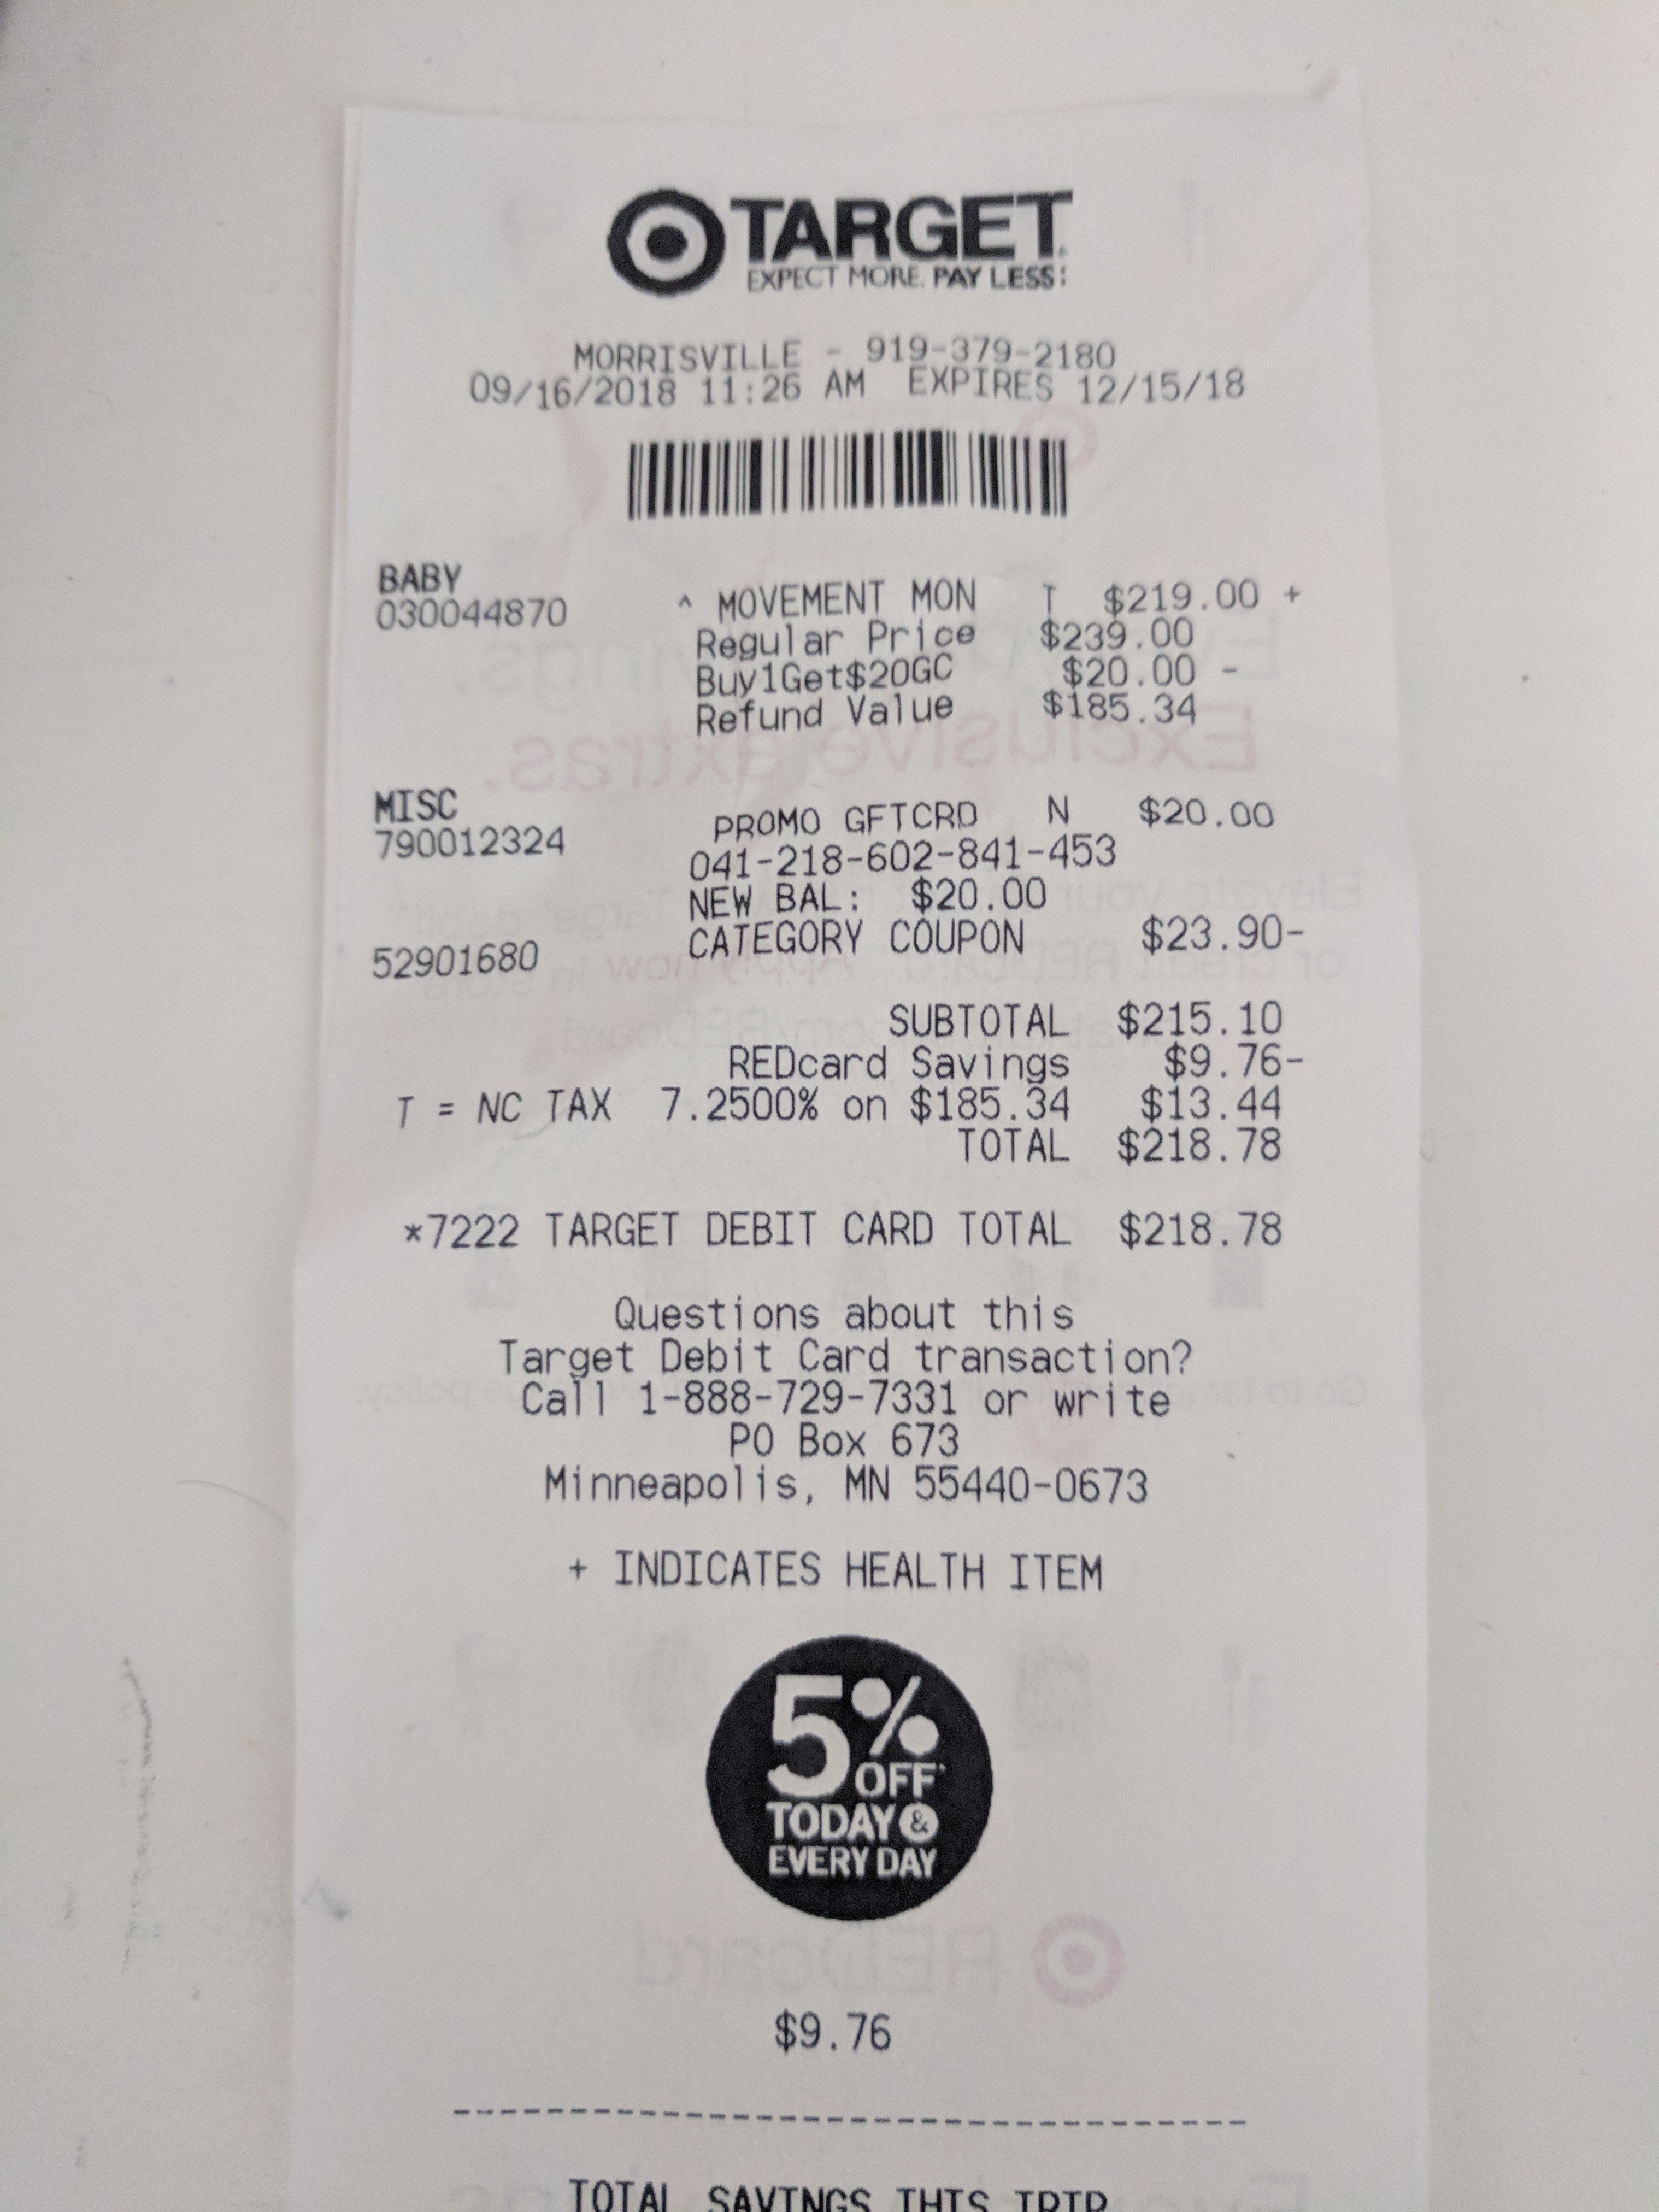 TARGET
EXPECT MORE. PAY LESS.
MORRISVILLE - 919-379-2180
09/16/2018 11:26 AM EXPIRES 12/15/18
BABY
030044870 ^ MOVEMENT MON T $219.00 +
Regular Price $239.00
Buy1Get$20GC $20.00 -
Refund Value $185.34
MISC
790012324 PROMO GFTCRD N $20.00
041-218-602-841-453
NEW BAL: $20.00
52901680 CATEGORY COUPON $23.90-
SUBTOTAL $215.10
REDcard Savings $9.76-
T = NC TAX 7.2500% on $185.34 $13.44
TOTAL $218.78
*7222 TARGET DEBIT CARD TOTAL $218.78
Questions about this
Target Debit Card transaction?
Call 1-888-729-7331 or write
PO Box 673
Minneapolis, MN 55440-0673
+ INDICATES HEALTH ITEM
5%
OFF
TODAY &
EVERY DAY
REDcard
$9.76
TOTAL SAVINGS THIS TRIP